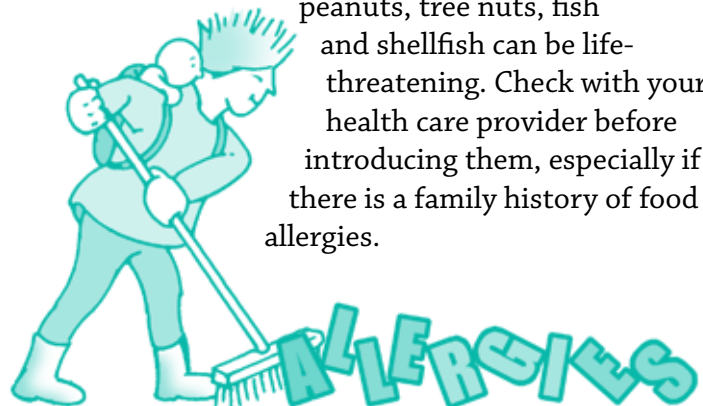 peanuts, tree nuts, fish
and shellfish can be life-
threatening. Check with your
health care provider before
introducing them, especially if
there is a family history of food
allergies.
ALLERGIES